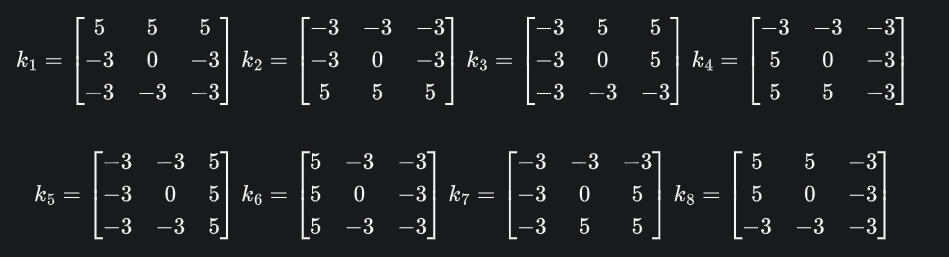 k₁ = [5 5 5; −3 0 −3; −3 −3 −3] k₂ = [−3 −3 −3; −3 0 −3; 5 5 5] k₃ = [−3 5 5; −3 0 5; −3 −3 −3] k₄ = [−3 −3 −3; 5 0 −3; 5 5 −3]
k₅ = [−3 −3 5; −3 0 5; −3 −3 5] k₆ = [5 −3 −3; 5 0 −3; 5 −3 −3] k₇ = [−3 −3 −3; −3 0 5; −3 5 5] k₈ = [5 5 −3; 5 0 −3; −3 −3 −3]